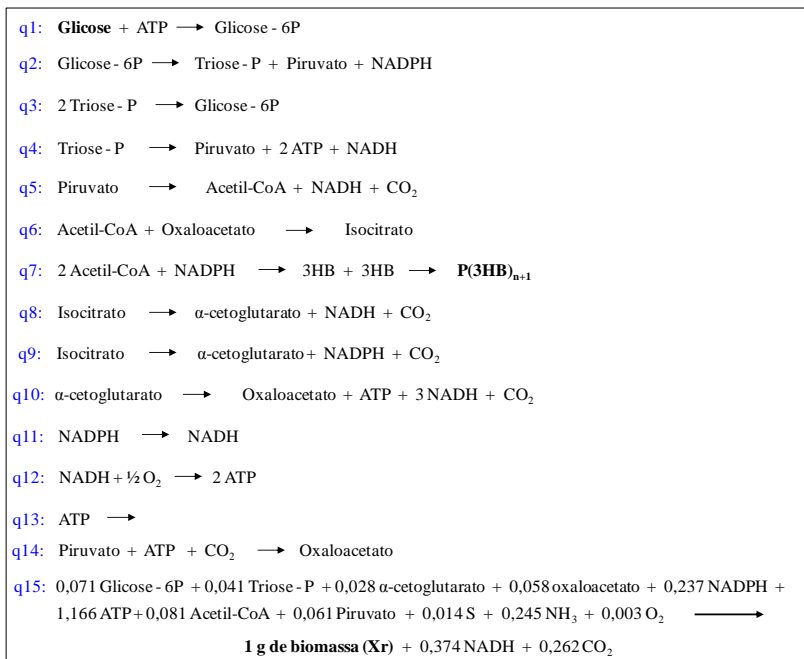 q1: Glicose + ATP → Glicose - 6P
q2: Glicose - 6P → Triose - P + Piruvato + NADPH
q3: 2 Triose - P → Glicose - 6P
q4: Triose - P → Piruvato + 2 ATP + NADH
q5: Piruvato → Acetil-CoA + NADH + CO₂
q6: Acetil-CoA + Oxaloacetato → Isocitrato
q7: 2 Acetil-CoA + NADPH → 3HB + 3HB → P(3HB)ₙ₊₁
q8: Isocitrato → α-cetoglutarato + NADH + CO₂
q9: Isocitrato → α-cetoglutarato + NADPH + CO₂
q10: α-cetoglutarato → Oxaloacetato + ATP + 3 NADH + CO₂
q11: NADPH → NADH
q12: NADH + ½ O₂ → 2 ATP
q13: ATP →
q14: Piruvato + ATP + CO₂ → Oxaloacetato
q15: 0,071 Glicose - 6P + 0,041 Triose - P + 0,028 α-cetoglutarato + 0,058 oxaloacetato + 0,237 NADPH +
1,166 ATP + 0,081 Acetil-CoA + 0,061 Piruvato + 0,014 S + 0,245 NH₃ + 0,003 O₂ →
1 g de biomassa (Xr) + 0,374 NADH + 0,262 CO₂